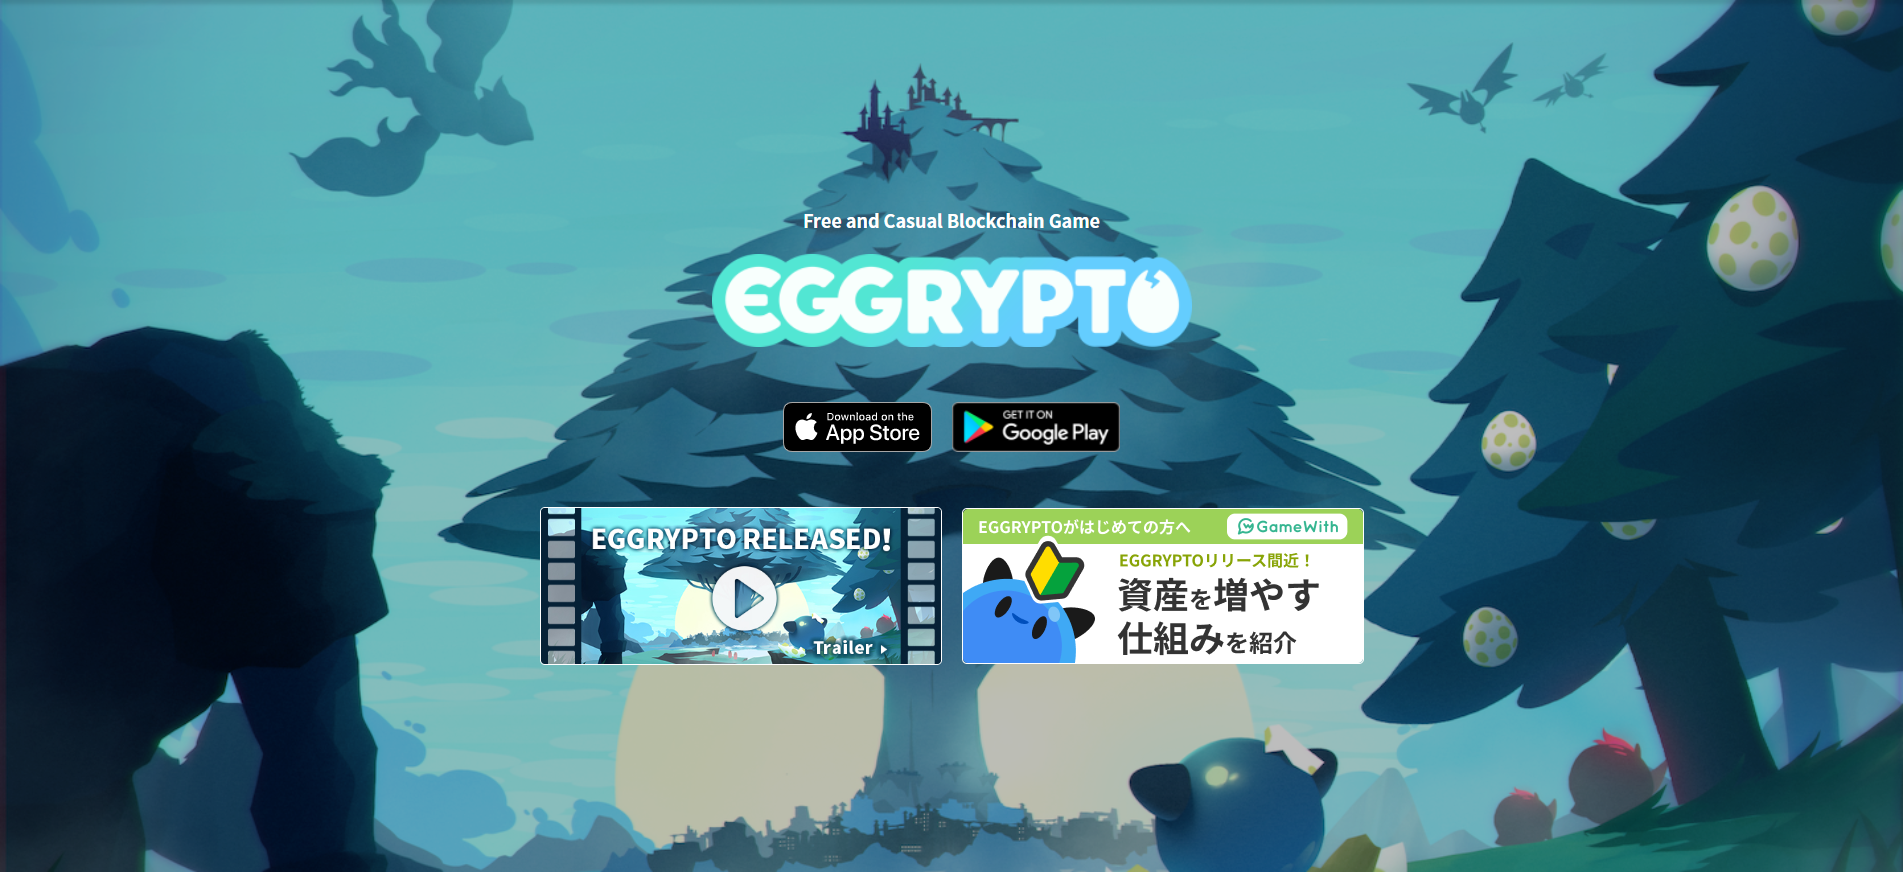 Free and Casual Blockchain Game
EGGRYPTO
Download on the
App Store
GET IT ON
Google Play
EGGRYPTO RELEASED!
Trailer
EGGRYPTOがはじめての方へ
GameWith
EGGRYPTOリリース間近！
資産を増やす
仕組みを紹介